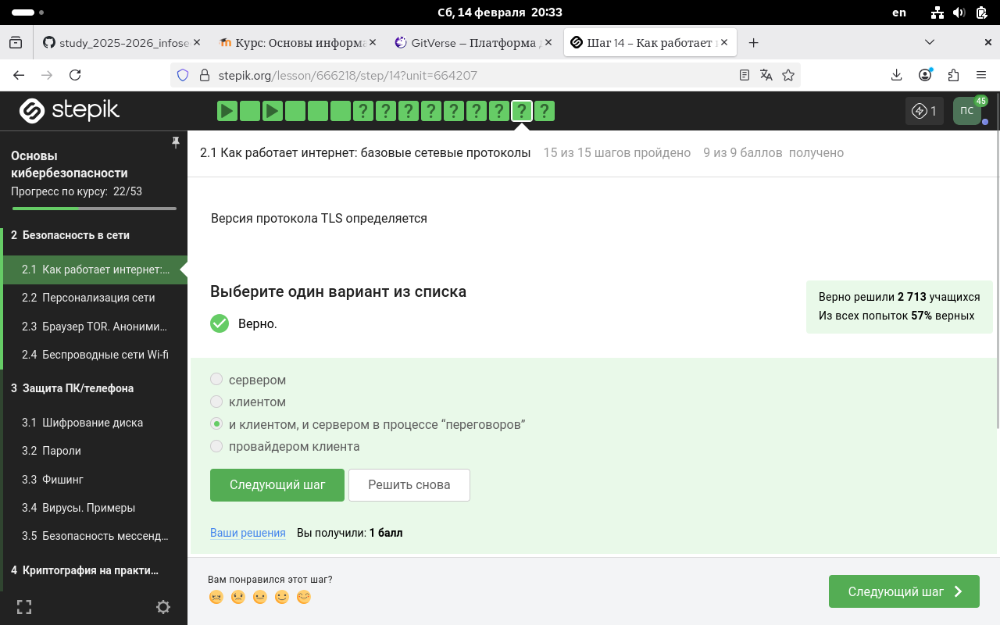 Сб, 14 февраля 20:33
en
study_2025-2026_infose
Курс: Основы информа
GitVerse — Платформа д
Шаг 14 – Как работает
stepik.org/lesson/666218/step/14?unit=664207
stepik
? ? ? ? ? ? ? ? ?
1
ПС
45
Основы
кибербезопасности
Прогресс по курсу: 22/53
2 Безопасность в сети
2.1 Как работает интернет:...
2.2 Персонализация сети
2.3 Браузер TOR. Аноними...
2.4 Беспроводные сети Wi-fi
3 Защита ПК/телефона
3.1 Шифрование диска
3.2 Пароли
3.3 Фишинг
3.4 Вирусы. Примеры
3.5 Безопасность мессенд...
4 Криптография на практи...
2.1 Как работает интернет: базовые сетевые протоколы 15 из 15 шагов пройдено 9 из 9 баллов получено
Версия протокола TLS определяется
Выберите один вариант из списка
Верно.
Верно решили 2 713 учащихся
Из всех попыток 57% верных
сервером
клиентом
и клиентом, и сервером в процессе “переговоров”
провайдером клиента
Следующий шаг
Решить снова
Ваши решения Вы получили: 1 балл
Вам понравился этот шаг?
Следующий шаг